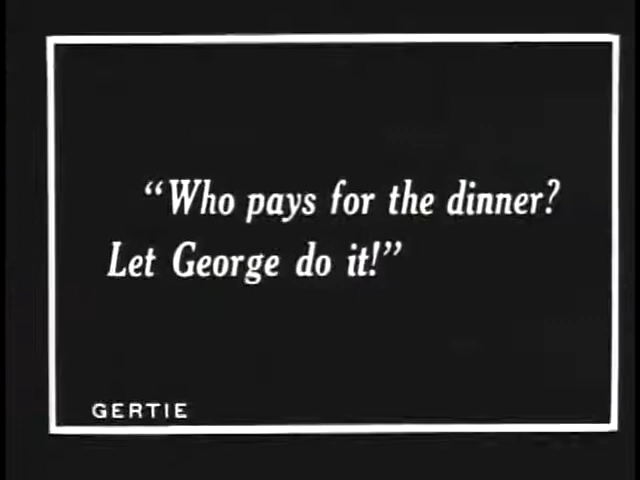 “Who pays for the dinner?
Let George do it!”
GERTIE